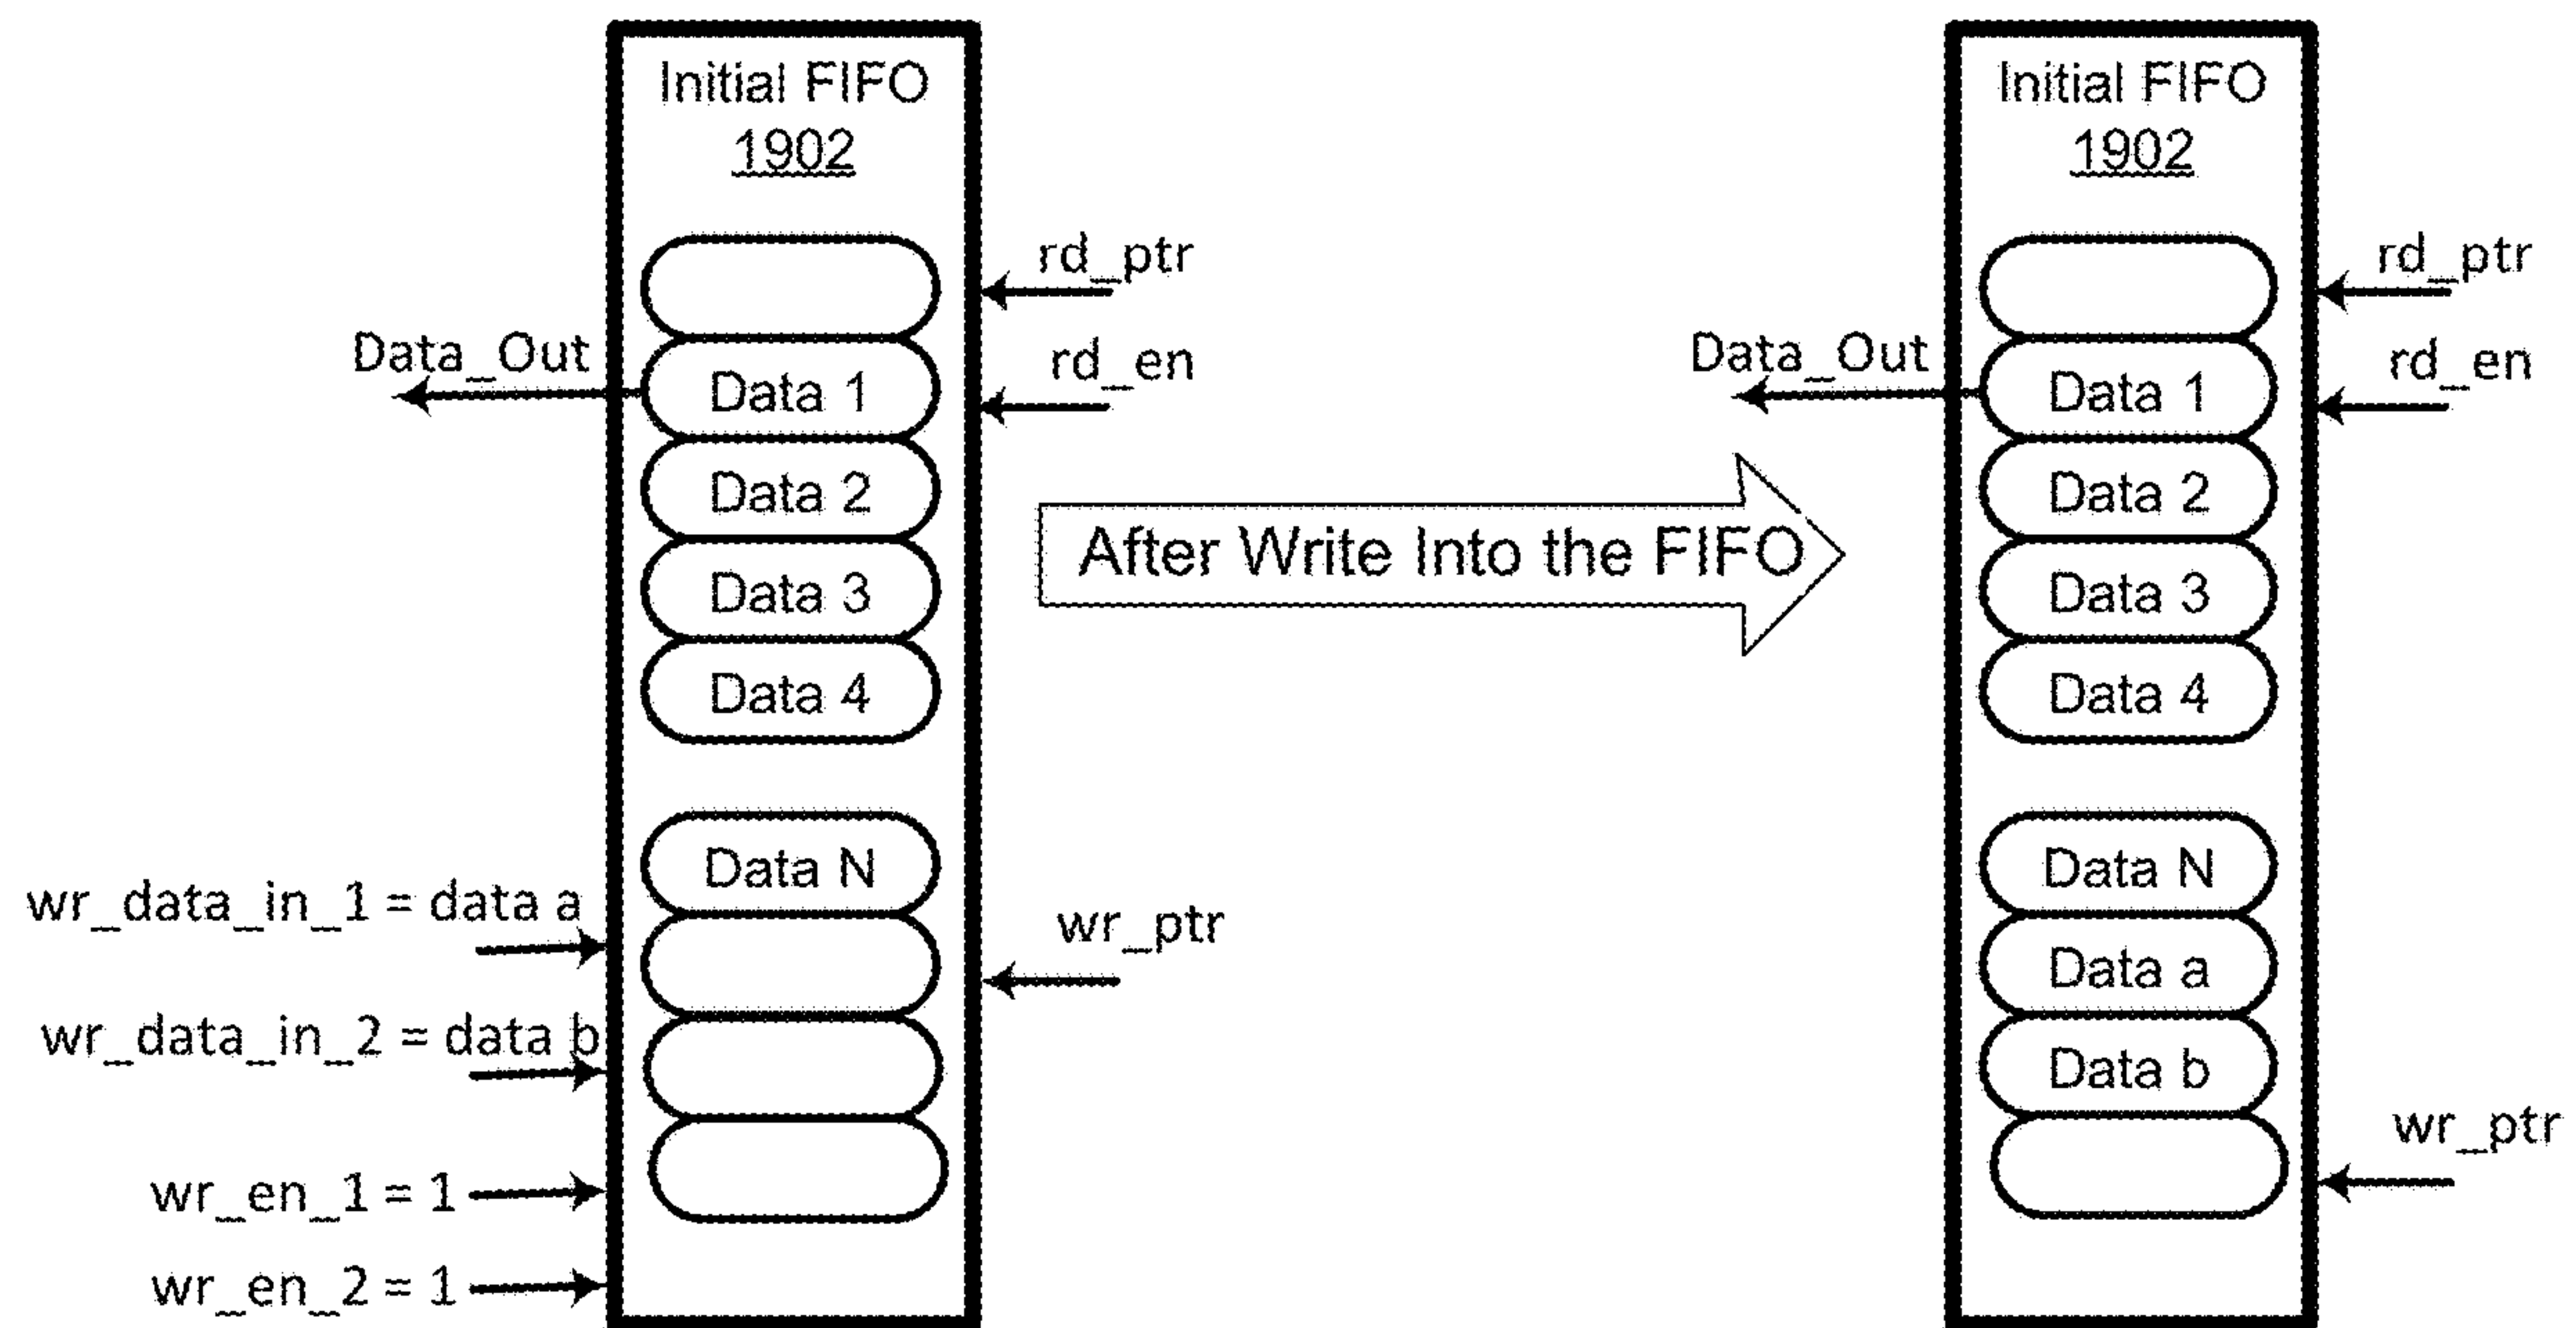 Initial FIFO
1902
rd_ptr
Data_Out
rd_en
Data 1
Data 2
Data 3
Data 4
Data N
wr_data_in_1 = data a
wr_ptr
wr_data_in_2 = data b
wr_en_1 = 1
wr_en_2 = 1
After Write Into the FIFO
Initial FIFO
1902
rd_ptr
Data_Out
rd_en
Data 1
Data 2
Data 3
Data 4
Data N
Data a
Data b
wr_ptr